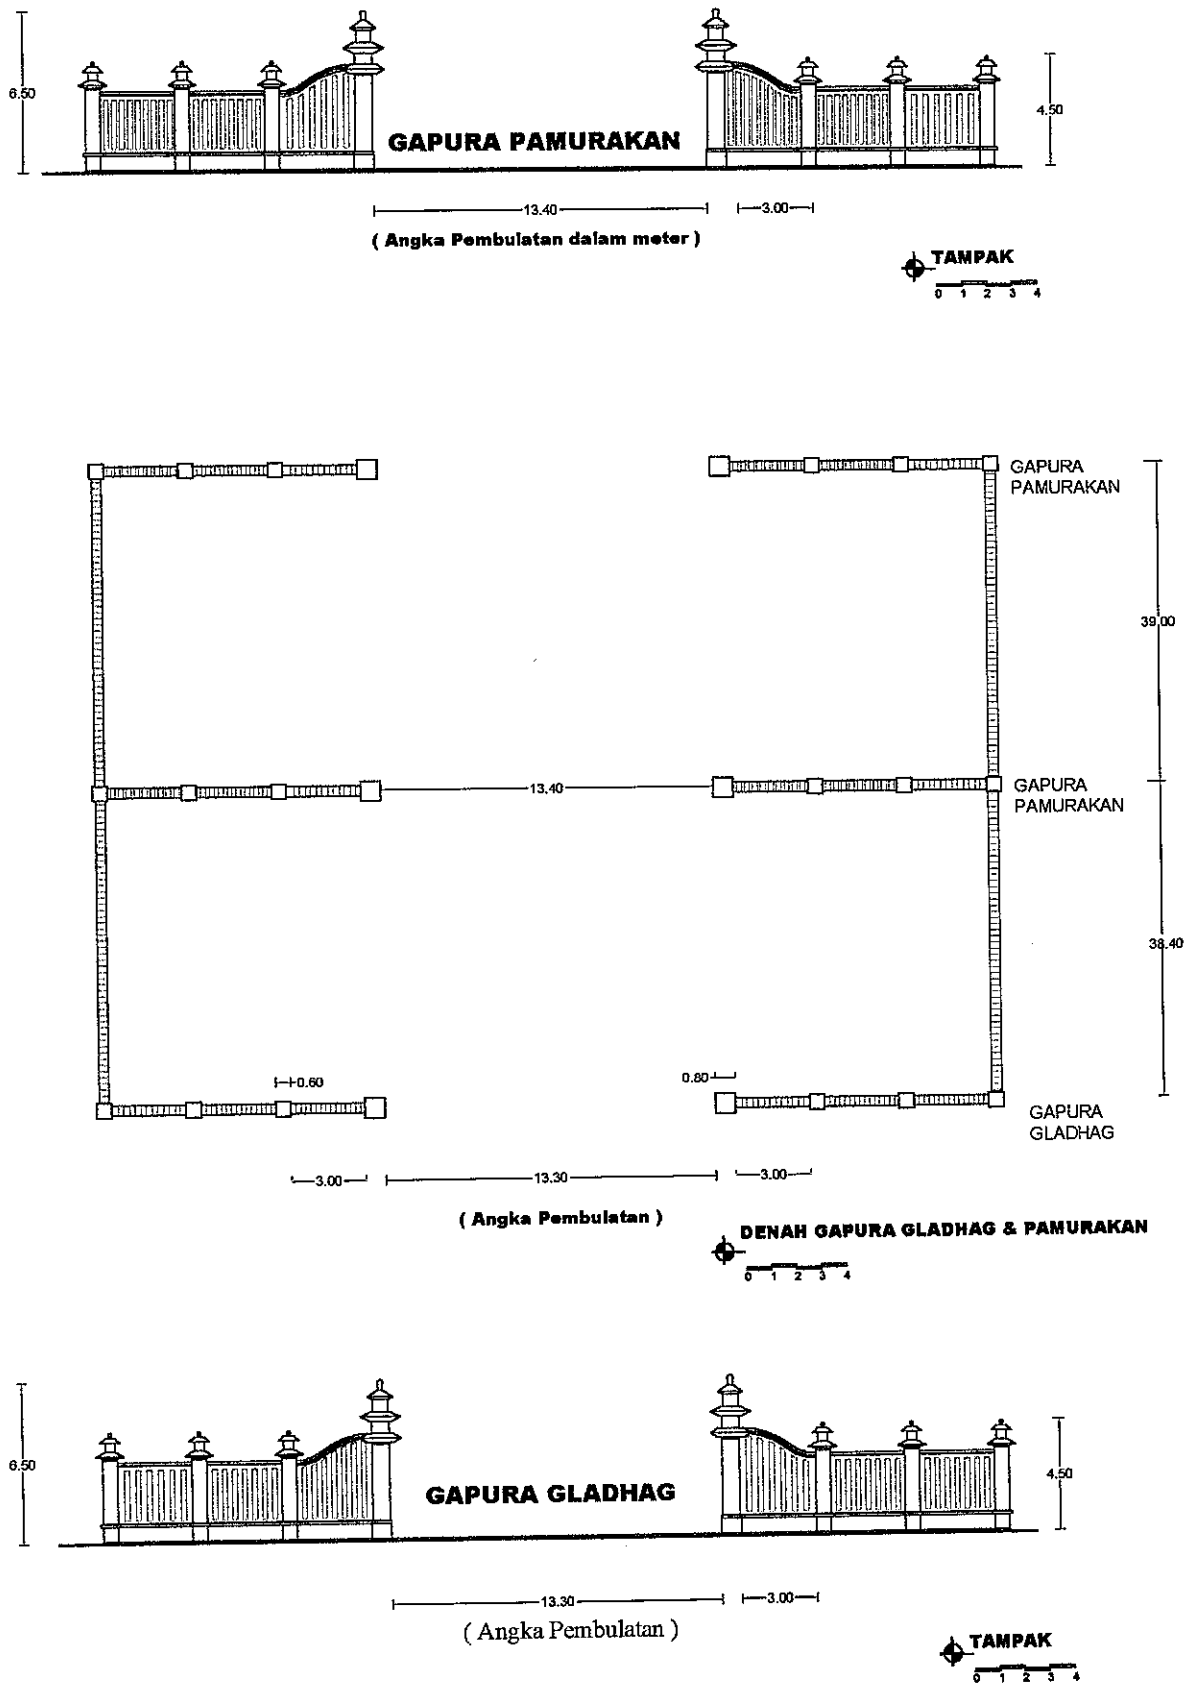 6.50
GAPURA PAMURAKAN
4.50
13.40
3.00
( Angka Pembulatan dalam meter )
TAMPAK
0 1 2 3 4
GAPURA
PAMURAKAN
39.00
13.40
GAPURA
PAMURAKAN
38.40
0.60
0.80
GAPURA
GLADHAG
3.00
13.30
3.00
( Angka Pembulatan )
DENAH GAPURA GLADHAG & PAMURAKAN
0 1 2 3 4
6.50
GAPURA GLADHAG
4.50
13.30
3.00
( Angka Pembulatan )
TAMPAK
0 1 2 3 4